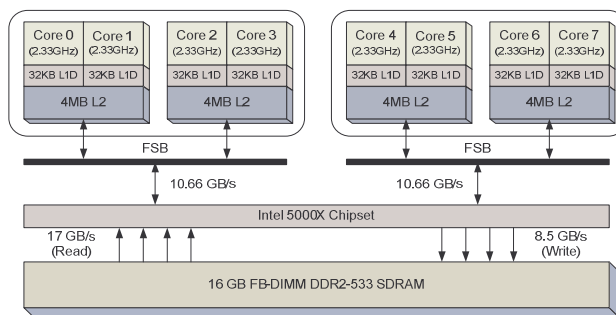 Core 0 Core 1 Core 2 Core 3 Core 4 Core 5 Core 6 Core 7
(2.33GHz) (2.33GHz) (2.33GHz) (2.33GHz) (2.33GHz) (2.33GHz) (2.33GHz) (2.33GHz)
32KB L1D 32KB L1D 32KB L1D 32KB L1D 32KB L1D 32KB L1D 32KB L1D 32KB L1D
4MB L2 4MB L2 4MB L2 4MB L2
FSB FSB
10.66 GB/s 10.66 GB/s
Intel 5000X Chipset
17 GB/s 8.5 GB/s
(Read) (Write)
16 GB FB-DIMM DDR2-533 SDRAM